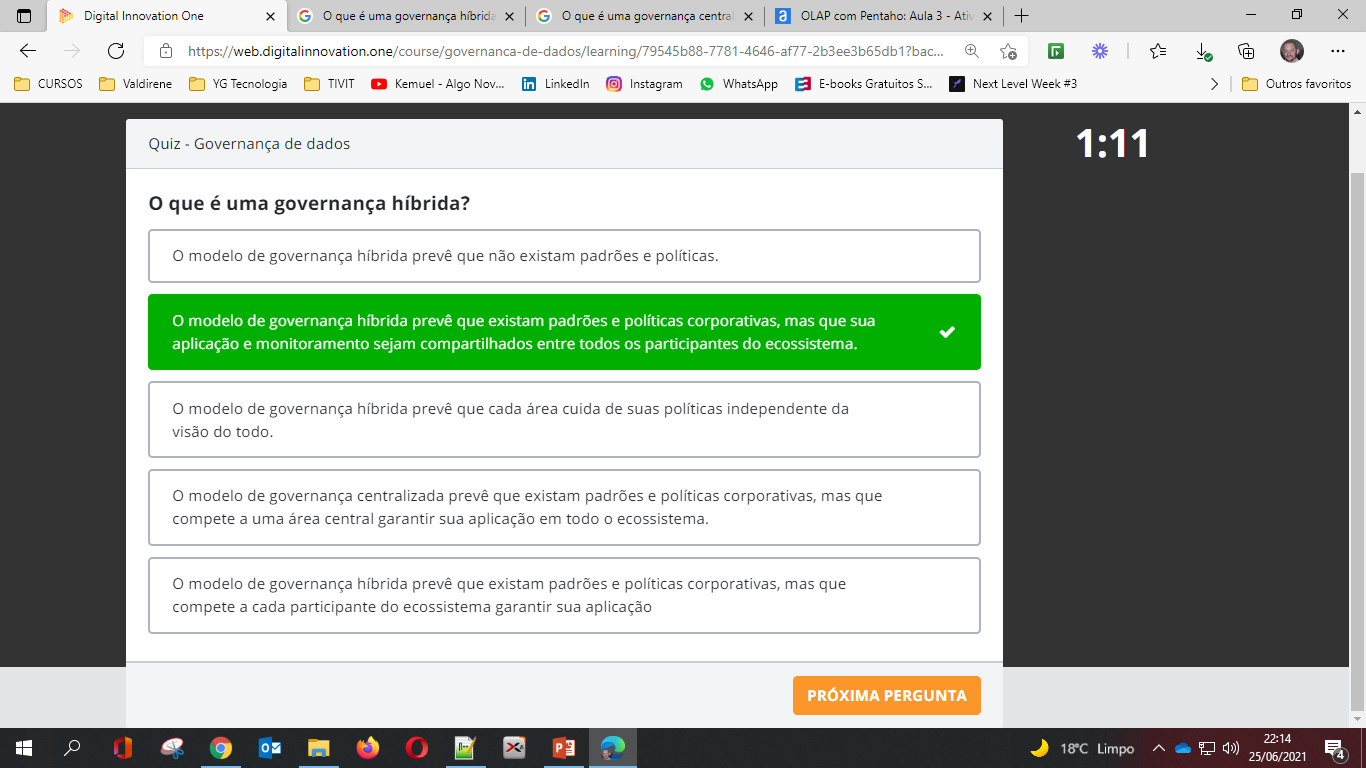 Digital Innovation One
O que é uma governança híbrida
O que é uma governança central
OLAP com Pentaho: Aula 3 - Ativ
https://web.digitalinnovation.one/course/governanca-de-dados/learning/79545b88-7781-4646-af77-2b3ee3b65db1?bac...
CURSOS
Valdirene
YG Tecnologia
TIVIT
Kemuel - Algo Nov...
LinkedIn
Instagram
WhatsApp
E-books Gratuitos S...
Next Level Week #3
Outros favoritos
Quiz - Governança de dados
1:11
O que é uma governança híbrida?
O modelo de governança híbrida prevê que não existam padrões e políticas.
O modelo de governança híbrida prevê que existam padrões e políticas corporativas, mas que sua
aplicação e monitoramento sejam compartilhados entre todos os participantes do ecossistema.
O modelo de governança híbrida prevê que cada área cuida de suas políticas independente da
visão do todo.
O modelo de governança centralizada prevê que existam padrões e políticas corporativas, mas que
compete a uma área central garantir sua aplicação em todo o ecossistema.
O modelo de governança híbrida prevê que existam padrões e políticas corporativas, mas que
compete a cada participante do ecossistema garantir sua aplicação
PRÓXIMA PERGUNTA
18°C Limpo
22:14
25/06/2021
4